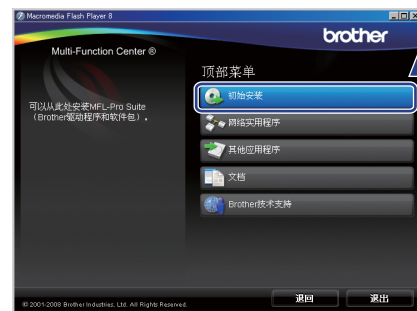 Macromedia Flash Player 8
brother
Multi-Function Center ®
顶部菜单
初始安装
可以从此处安装MFL-Pro Suite
（Brother驱动程序和软件包）。
网络实用程序
其他应用程序
文档
Brother技术支持
© 2001-2008 Brother Industries, Ltd. All Rights Reserved.
退回
退出